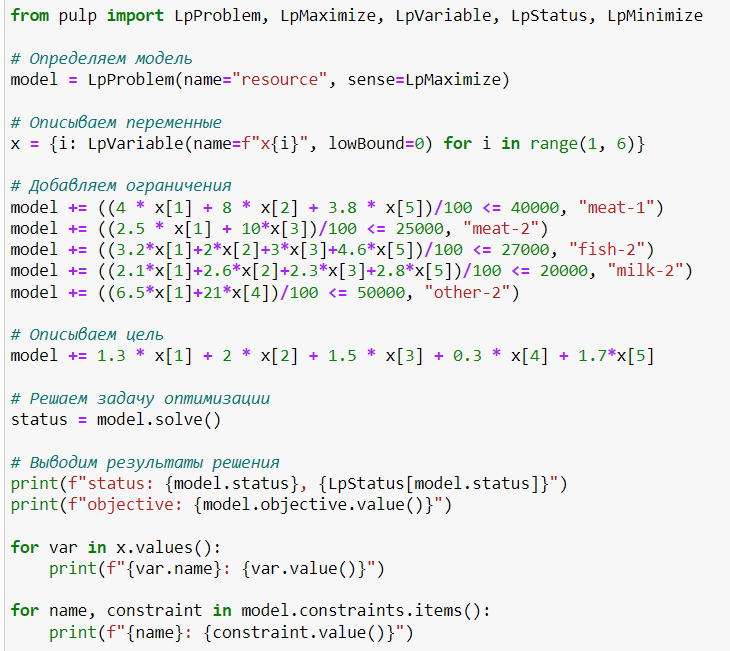 from pulp import LpProblem, LpMaximize, LpVariable, LpStatus, LpMinimize
# Определяем модель
model = LpProblem(name="resource", sense=LpMaximize)
# Описываем переменные
x = {i: LpVariable(name=f"x{i}", lowBound=0) for i in range(1, 6)}
# Добавляем ограничения
model += ((4 * x[1] + 8 * x[2] + 3.8 * x[5])/100 <= 40000, "meat-1")
model += ((2.5 * x[1] + 10*x[3])/100 <= 25000, "meat-2")
model += ((3.2*x[1]+2*x[2]+3*x[3]+4.6*x[5])/100 <= 27000, "fish-2")
model += ((2.1*x[1]+2.6*x[2]+2.3*x[3]+2.8*x[5])/100 <= 20000, "milk-2")
model += ((6.5*x[1]+21*x[4])/100 <= 50000, "other-2")
# Описываем цель
model += 1.3 * x[1] + 2 * x[2] + 1.5 * x[3] + 0.3 * x[4] + 1.7*x[5]
# Решаем задачу оптимизации
status = model.solve()
# Выводим результаты решения
print(f"status: {model.status}, {LpStatus[model.status]}")
print(f"objective: {model.objective.value()}")
for var in x.values():
    print(f"{var.name}: {var.value()}")
for name, constraint in model.constraints.items():
    print(f"{name}: {constraint.value()}")